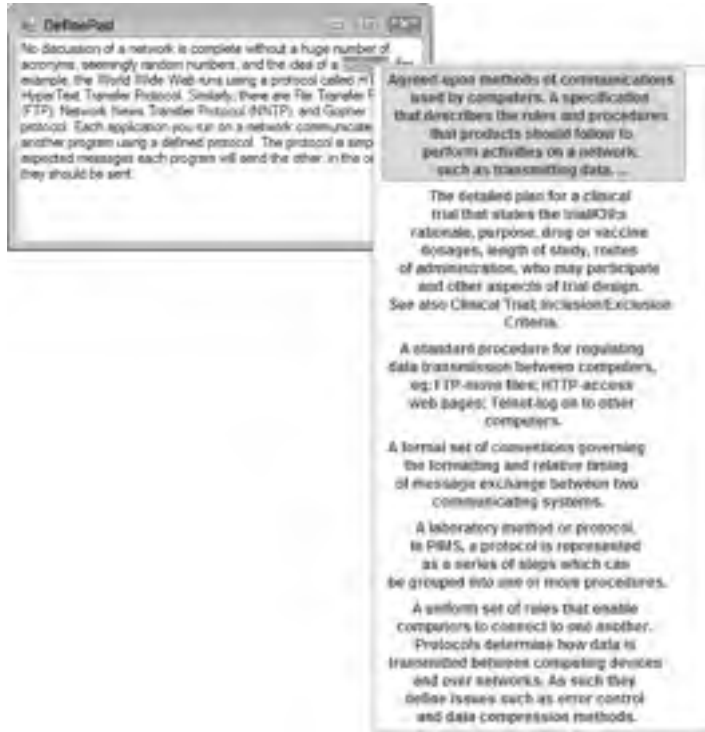 DefinePad
No discussion of a network is complete without a huge number of
acronyms, seemingly random numbers, and the idea of a
example, the World Wide Web runs using a protocol called HT
HyperText Transfer Protocol. Similarly, there are File Transfer P
(FTP), Network News Transfer Protocol (NNTP), and Gopher
protocol. Each application you run on a network communicate
another program using a defined protocol. The protocol is simp
expected messages each program will send the other, in the or
they should be sent.
Agreed-upon methods of communications
used by computers. A specification
that describes the rules and procedures
that products should follow to
perform activities on a network,
such as transmitting data. ...
The detailed plan for a clinical
trial that states the trial#39;s
rationale, purpose, drug or vaccine
dosages, length of study, routes
of administration, who may participate
and other aspects of trial design.
See also Clinical Trial; Inclusion/Exclusion
Criteria.
A standard procedure for regulating
data transmission between computers,
eg: FTP-move files; HTTP-access
web pages; Telnet-log on to other
computers.
A formal set of conventions governing
the formatting and relative timing
of message exchange between two
communicating systems.
A laboratory method or protocol.
In PIMS, a protocol is represented
as a series of steps which can
be grouped into one or more procedures.
A uniform set of rules that enable
computers to connect to one another.
Protocols determine how data is
transmitted between computing devices
and over networks. As such they
define issues such as error control
and data compression methods.